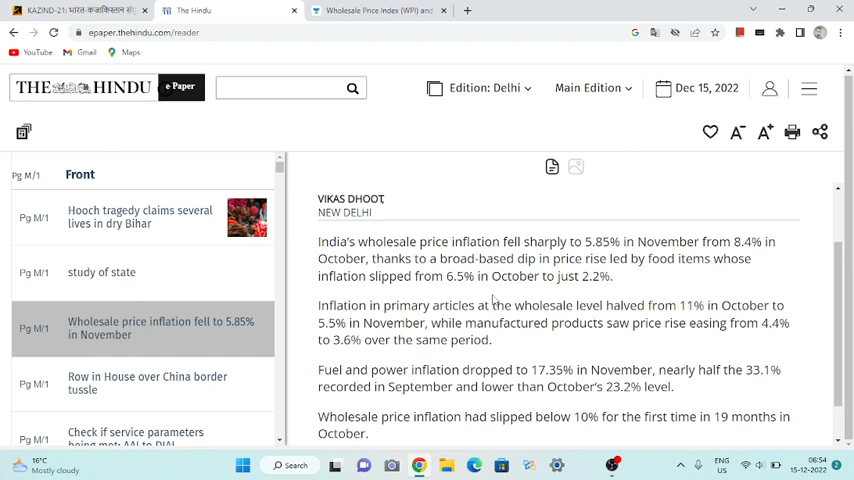 KAZIND-21: भारत-कजाकिस्तान संयु
The Hindu
Wholesale Price Index (WPI) and
epaper.thehindu.com/reader
YouTube
Gmail
Maps
THE HINDU
e Paper
Edition: Delhi
Main Edition
Dec 15, 2022
A-
A+
Pg M/1
Front
Pg M/1
Hooch tragedy claims several
lives in dry Bihar
Pg M/1
study of state
Pg M/1
Wholesale price inflation fell to 5.85%
in November
Pg M/1
Row in House over China border
tussle
Pg M/1
Check if service parameters
being met: AAI to DIAL
VIKAS DHOOT,
NEW DELHI
India's wholesale price inflation fell sharply to 5.85% in November from 8.4% in
October, thanks to a broad-based dip in price rise led by food items whose
inflation slipped from 6.5% in October to just 2.2%.
Inflation in primary articles at the wholesale level halved from 11% in October to
5.5% in November, while manufactured products saw price rise easing from 4.4%
to 3.6% over the same period.
Fuel and power inflation dropped to 17.35% in November, nearly half the 33.1%
recorded in September and lower than October's 23.2% level.
Wholesale price inflation had slipped below 10% for the first time in 19 months in
October.
16°C
Mostly cloudy
Search
ENG
US
06:54
15-12-2022
2